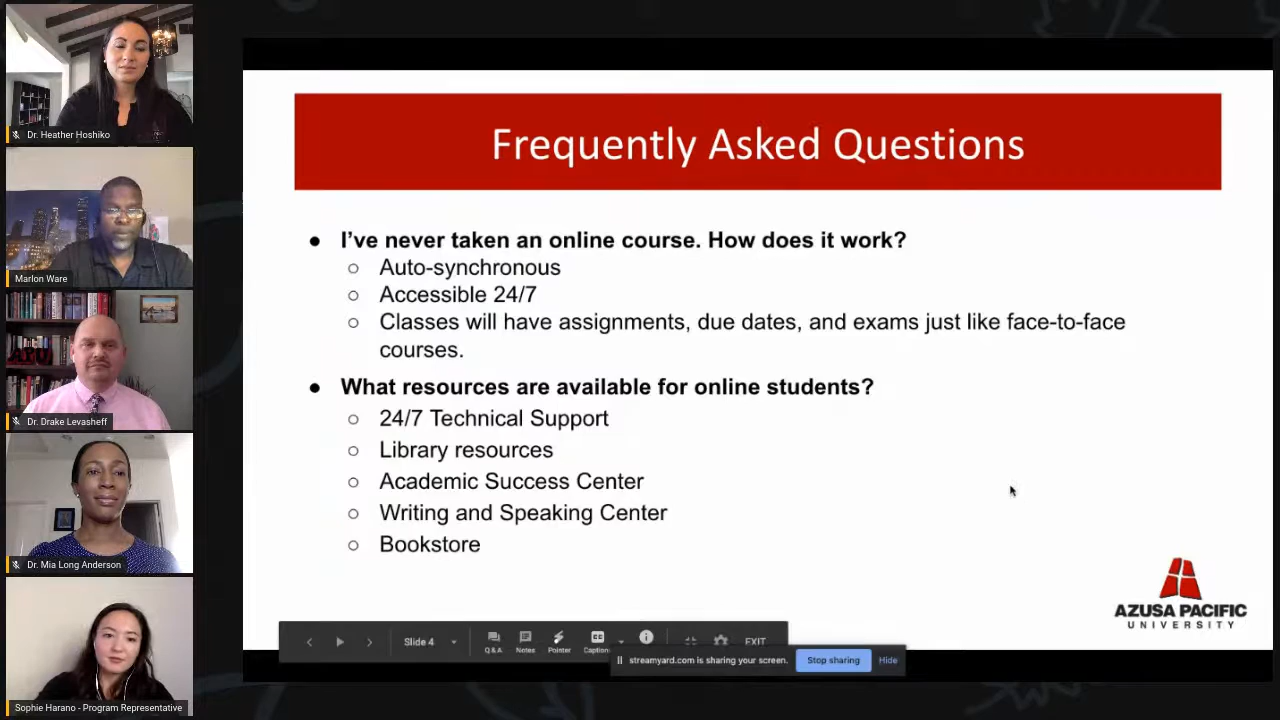 Dr. Heather Hoshiko
Marlon Ware
APU
Dr. Drake Levasheff
Dr. Mia Long Anderson
Sophie Harano - Program Representative
Frequently Asked Questions
● I've never taken an online course. How does it work?
○ Auto-synchronous
○ Accessible 24/7
○ Classes will have assignments, due dates, and exams just like face-to-face
courses.
● What resources are available for online students?
○ 24/7 Technical Support
○ Library resources
○ Academic Success Center
○ Writing and Speaking Center
○ Bookstore
AZUSA PACIFIC
UNIVERSITY
Slide 4
Q&A
Notes
Pointer
Caption
EXIT
streamyard.com is sharing your screen.
Stop sharing
Hide